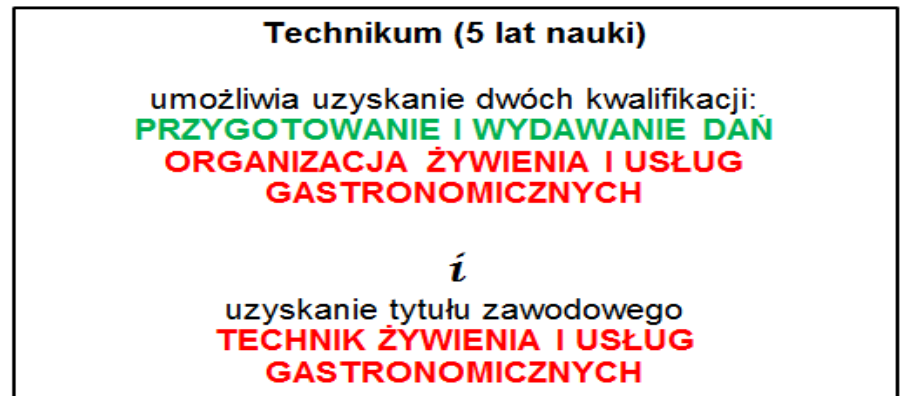 Technikum (5 lat nauki)
umożliwia uzyskanie dwóch kwalifikacji:
PRZYGOTOWANIE I WYDAWANIE DAŃ
ORGANIZACJA ŻYWIENIA I USŁUG
GASTRONOMICZNYCH
i
uzyskanie tytułu zawodowego
TECHNIK ŻYWIENIA I USŁUG
GASTRONOMICZNYCH